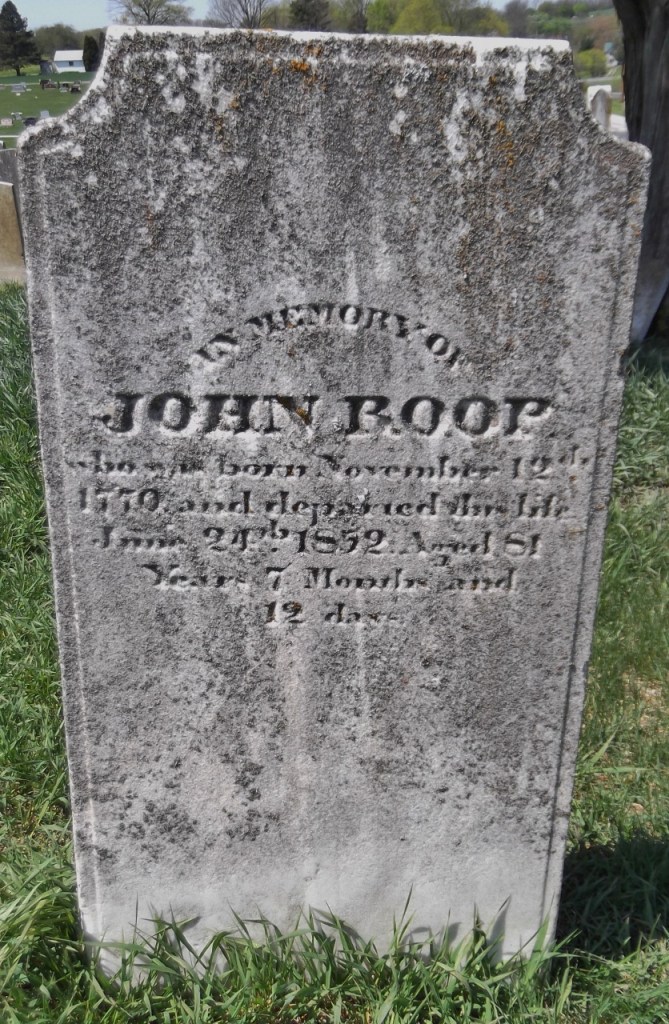 IN MEMORY OF
JOHN ROOP
who was born November 12th
1770, and departed this life
June 24th 1852. Aged 81
Years 7 Months and
12 days